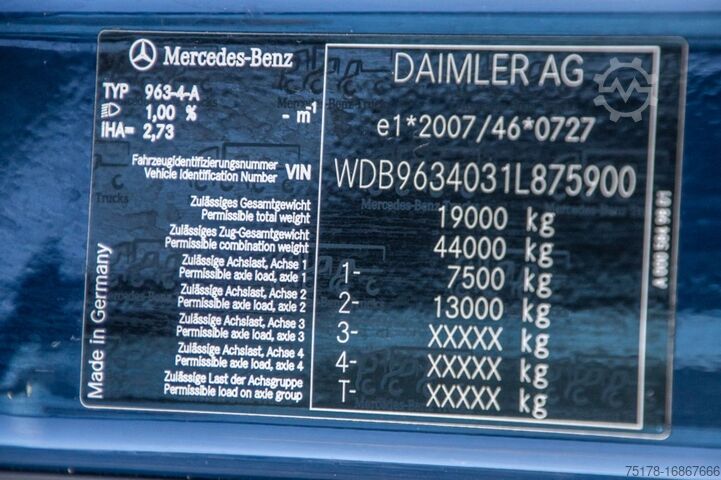 Mercedes-Benz
DAIMLER AG
TYP 963-4-A
1,00 % - m-1
IHA= 2,73
e1*2007/46*0727
Fahrzeugidentifizierungsnummer
Vehicle Identification Number VIN WDB9634031L875900
Zulässiges Gesamtgewicht
Permissible total weight 19000 kg
Zulässiges Zug-Gesamtgewicht
Permissible combination weight 44000 kg
Zulässige Achslast, Achse 1
Permissible axle load, axle 1 1- 7500 kg
Zulässige Achslast, Achse 2
Permissible axle load, axle 2 2- 13000 kg
Zulässige Achslast, Achse 3
Permissible axle load, axle 3 3- XXXXX kg
Zulässige Achslast, Achse 4
Permissible axle load, axle 4 4- XXXXX kg
Zulässige Last der Achsgruppe
Permissible load on axle group T- XXXXX kg
Made in Germany
75178-16867666